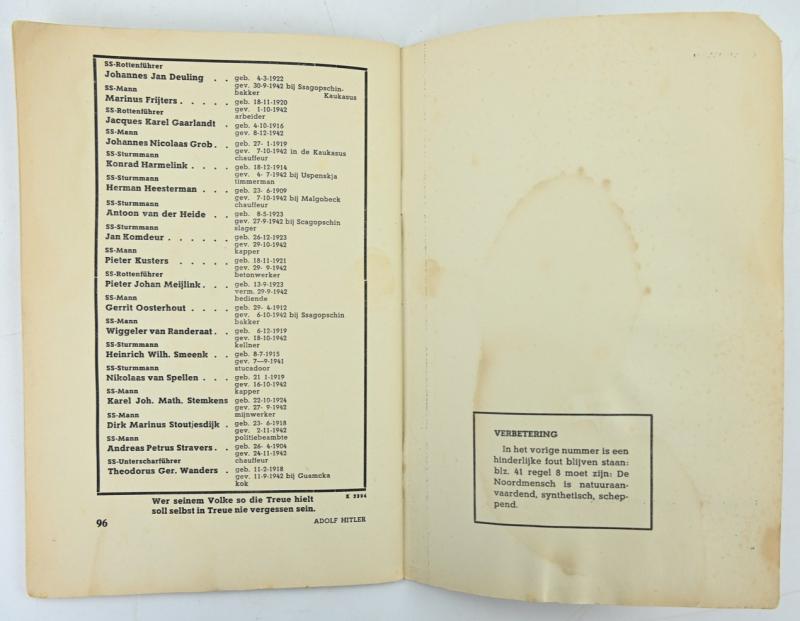 SS-Rottenführer
Johannes Jan Deuling . . geb. 4-3-1922
gev. 30-9-1942 bij Ssagopschin-
SS-Mann bakker Kaukasus
Marinus Frijters . . . . . geb. 18-11-1920
gev. 1-10-1942
SS-Rottenführer arbeider
Jacques Karel Gaarlandt . geb. 4-10-1916
SS-Mann gev. 8-12-1942
Johannes Nicolaas Grob . . geb. 27- 1-1919
gev. 7-10-1942 in de Kaukasus
SS-Sturmmann chauffeur
Konrad Harmelink . . . geb. 18-12-1914
gev. 4- 7-1942 bij Uspenskja
SS-Sturmmann timmerman
Herman Heesterman . . . geb. 23- 6-1909
gev. 7-10-1942 bij Malgobeck
SS-Sturmmann chauffeur
Antoon van der Heide . . geb. 8-5-1923
gev. 27-9-1942 bij Scagopschin
SS-Sturmmann slager
Jan Komdeur . . . . . . geb. 26-12-1923
gev. 29-10-1942
SS-Mann kapper
Pieter Kusters . . . . . geb. 18-11-1921
gev. 29- 9-1942
SS-Rottenführer betonwerker
Pieter Johan Meijlink . . . geb. 13-9-1923
verm. 29-9-1942
SS-Mann bediende
Gerrit Oosterhout . . . . geb. 29- 4-1912
gev. 6-10-1942 bij Ssagopschin
SS-Mann bakker
Wiggeler van Randeraat . . geb. 6-12-1919
gev. 18-10-1942
SS-Sturmmann kellner
Heinrich Wilh. Smeenk . . geb. 8-7-1915
gev. 7—9-1941
SS-Sturmmann stucadoor
Nikolaas van Spellen . . . geb. 21 1-1919
gev. 16-10-1942
SS-Mann kapper
Karel Joh. Math. Stemkens geb. 22-10-1924
gev. 27- 9-1942
SS-Mann mijnwerker
Dirk Marinus Stoutjesdijk . geb. 23- 6-1918
gev. 2-11-1942
SS-Mann politiebeambte
Andreas Petrus Stravers . . geb. 26- 4-1904
gev. 24-11-1942
SS-Unterscharführer chauffeur
Theodorus Ger. Wanders . geb. 11-2-1918
gev. 11-9-1942 bij Guamcka
kok
K 2394
Wer seinem Volke so die Treue hielt
soll selbst in Treue nie vergessen sein.
96 ADOLF HITLER
VERBETERING
In het vorige nummer is een
hinderlijke fout blijven staan:
blz. 41 regel 8 moet zijn: De
Noordmensch is natuuraan-
vaardend, synthetisch, schep-
pend.